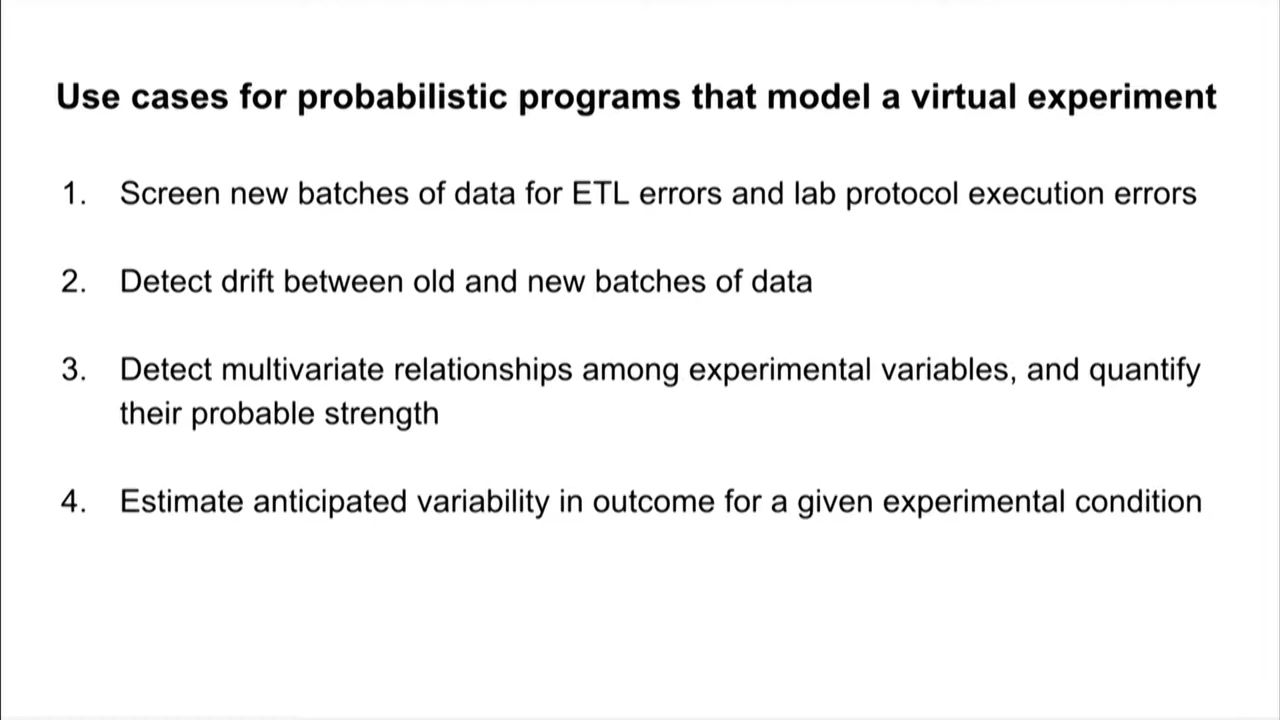 Use cases for probabilistic programs that model a virtual experiment
1. Screen new batches of data for ETL errors and lab protocol execution errors
2. Detect drift between old and new batches of data
3. Detect multivariate relationships among experimental variables, and quantify
their probable strength
4. Estimate anticipated variability in outcome for a given experimental condition